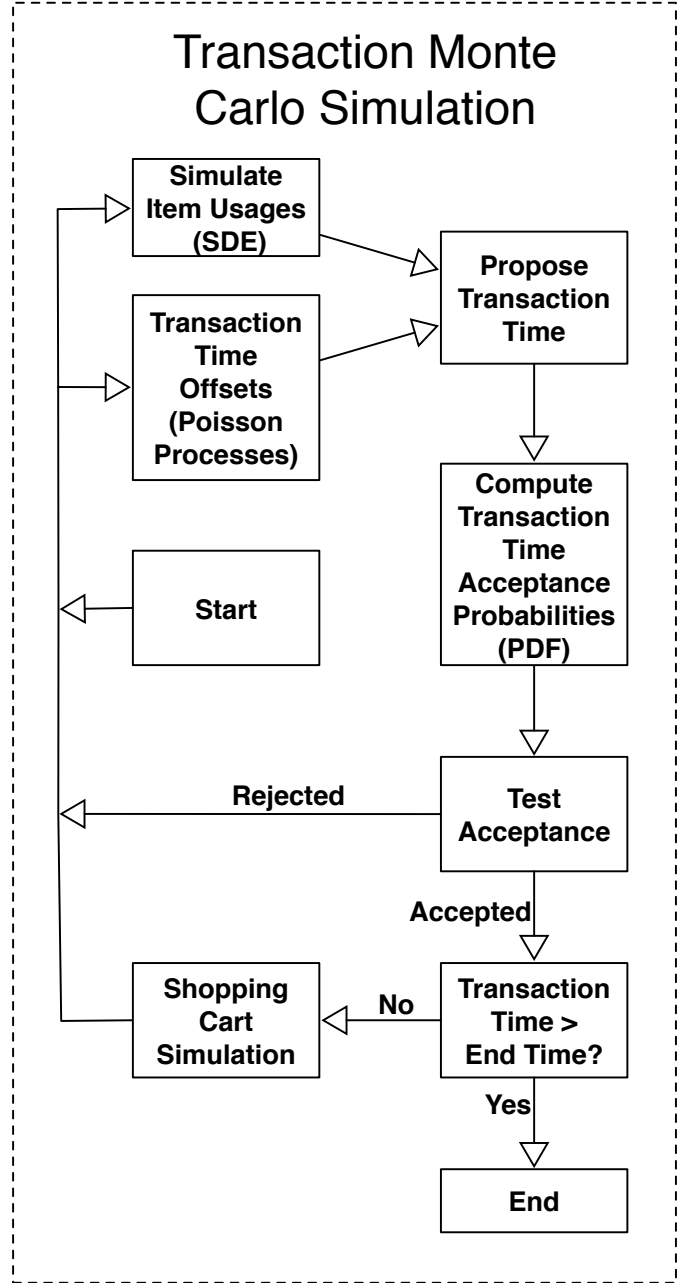 Transaction Monte
Carlo Simulation
Simulate
Item Usages
(SDE)
Propose
Transaction
Time
Transaction
Time
Offsets
(Poisson
Processes)
Compute
Transaction
Time
Acceptance
Probabilities
(PDF)
Start
Rejected
Test
Acceptance
Accepted
Shopping
Cart
Simulation
No
Transaction
Time >
End Time?
Yes
End